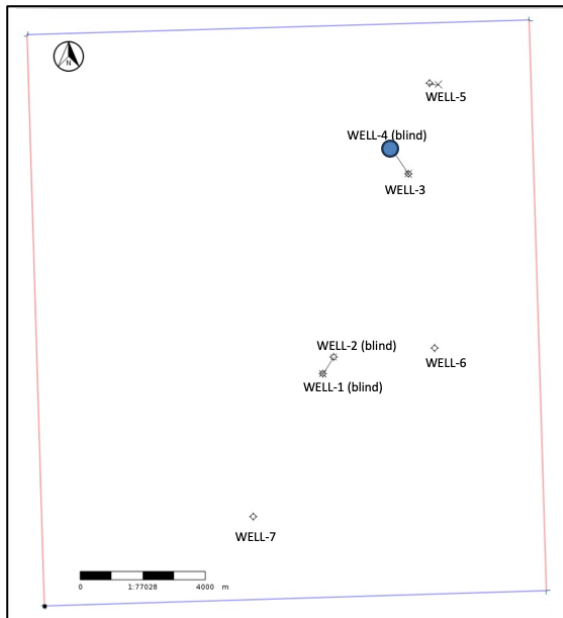 N
WELL-5
WELL-4 (blind)
WELL-3
WELL-2 (blind)
WELL-6
WELL-1 (blind)
WELL-7
0 1:77028 4000 m